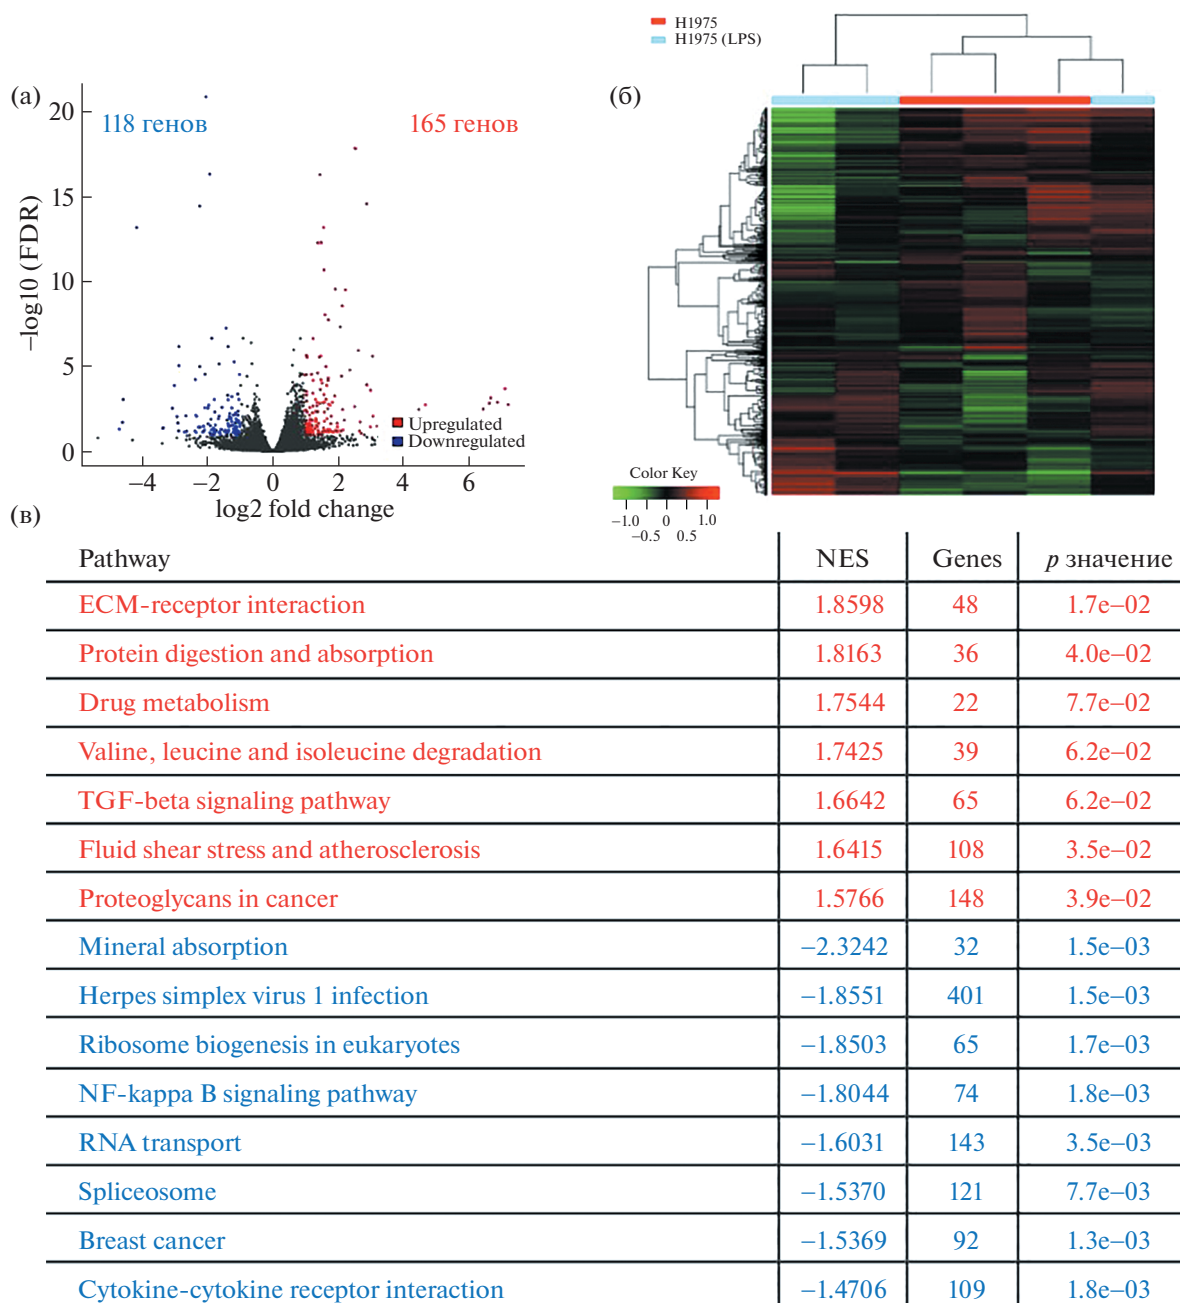 H1975
H1975 (LPS)
(а)
(б)
118 генов
165 генов
20
15
10
5
0
−log10 (FDR)
Upregulated
Downregulated
−4 −2 0 2 4 6
log2 fold change
Color Key
−1.0 0 1.0
−0.5 0.5
(в)
Pathway NES Genes p значение
ECM-receptor interaction 1.8598 48 1.7e−02
Protein digestion and absorption 1.8163 36 4.0e−02
Drug metabolism 1.7544 22 7.7e−02
Valine, leucine and isoleucine degradation 1.7425 39 6.2e−02
TGF-beta signaling pathway 1.6642 65 6.2e−02
Fluid shear stress and atherosclerosis 1.6415 108 3.5e−02
Proteoglycans in cancer 1.5766 148 3.9e−02
Mineral absorption −2.3242 32 1.5e−03
Herpes simplex virus 1 infection −1.8551 401 1.5e−03
Ribosome biogenesis in eukaryotes −1.8503 65 1.7e−03
NF-kappa B signaling pathway −1.8044 74 1.8e−03
RNA transport −1.6031 143 3.5e−03
Spliceosome −1.5370 121 7.7e−03
Breast cancer −1.5369 92 1.3e−03
Cytokine-cytokine receptor interaction −1.4706 109 1.8e−03